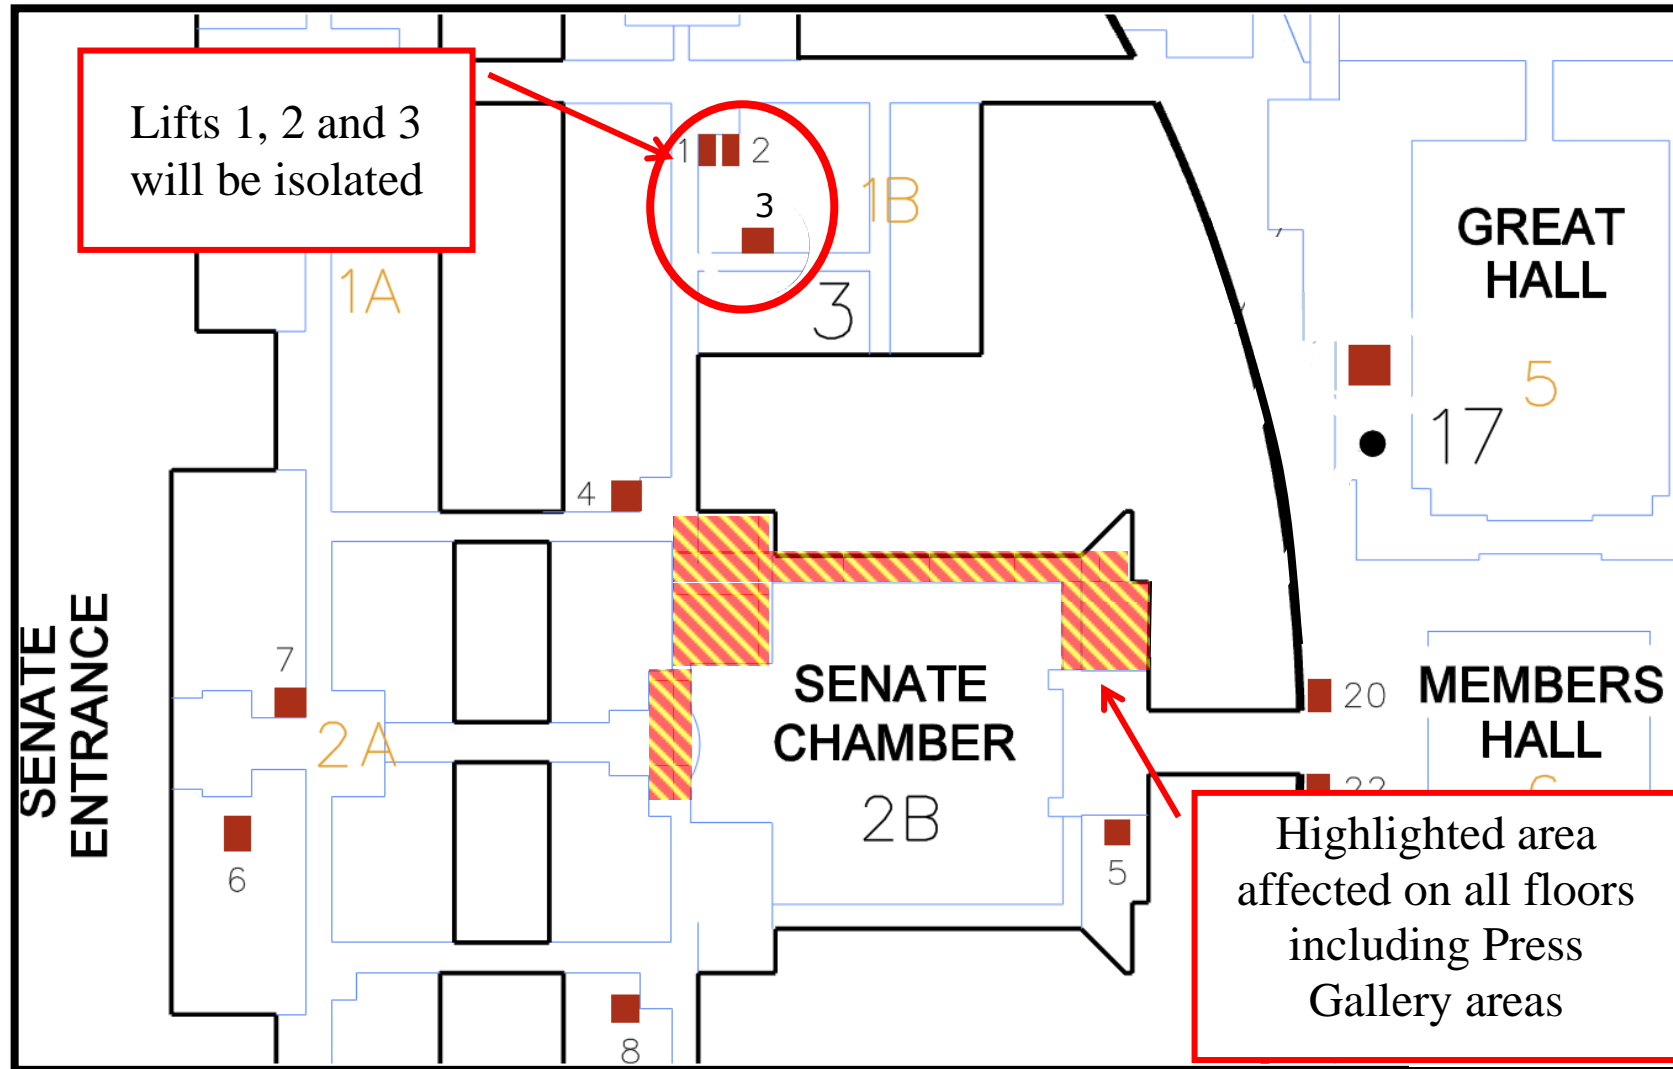 Lifts 1, 2 and 3
will be isolated
1
2
3
1B
1A
3
GREAT
HALL
5
17
4
SENATE
ENTRANCE
7
2A
6
SENATE
CHAMBER
2B
20
MEMBERS
HALL
22
5
8
Highlighted area
affected on all floors
including Press
Gallery areas